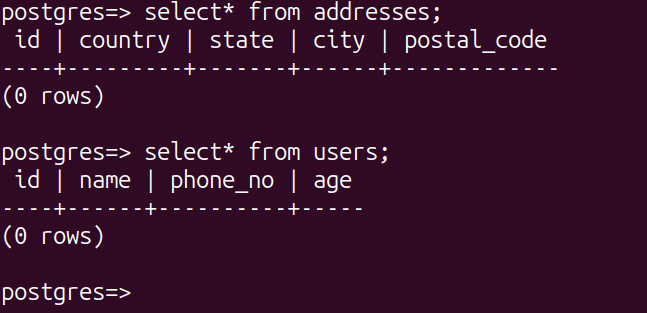 postgres=> select* from addresses;
 id | country | state | city | postal_code
----+---------+-------+------+-------------
(0 rows)

postgres=> select* from users;
 id | name | phone_no | age
----+------+----------+-----
(0 rows)

postgres=>